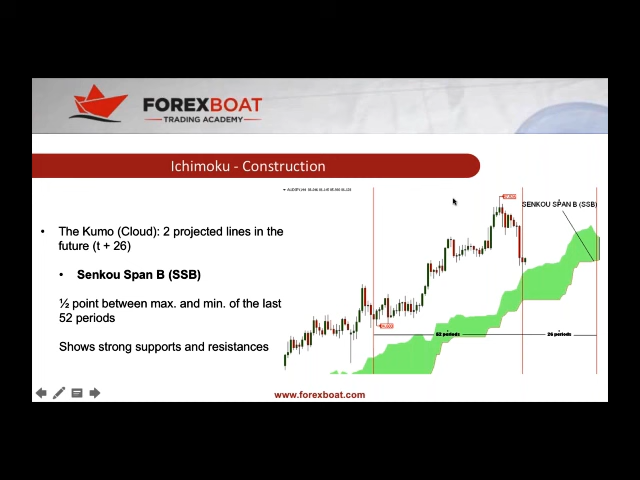 FOREXBOAT
TRADING ACADEMY
Ichimoku - Construction
• The Kumo (Cloud): 2 projected lines in the
future (t + 26)
• Senkou Span B (SSB)
½ point between max. and min. of the last
52 periods
Shows strong supports and resistances
SENKOU SPAN B (SSB)
52 periods
26 periods
www.forexboat.com